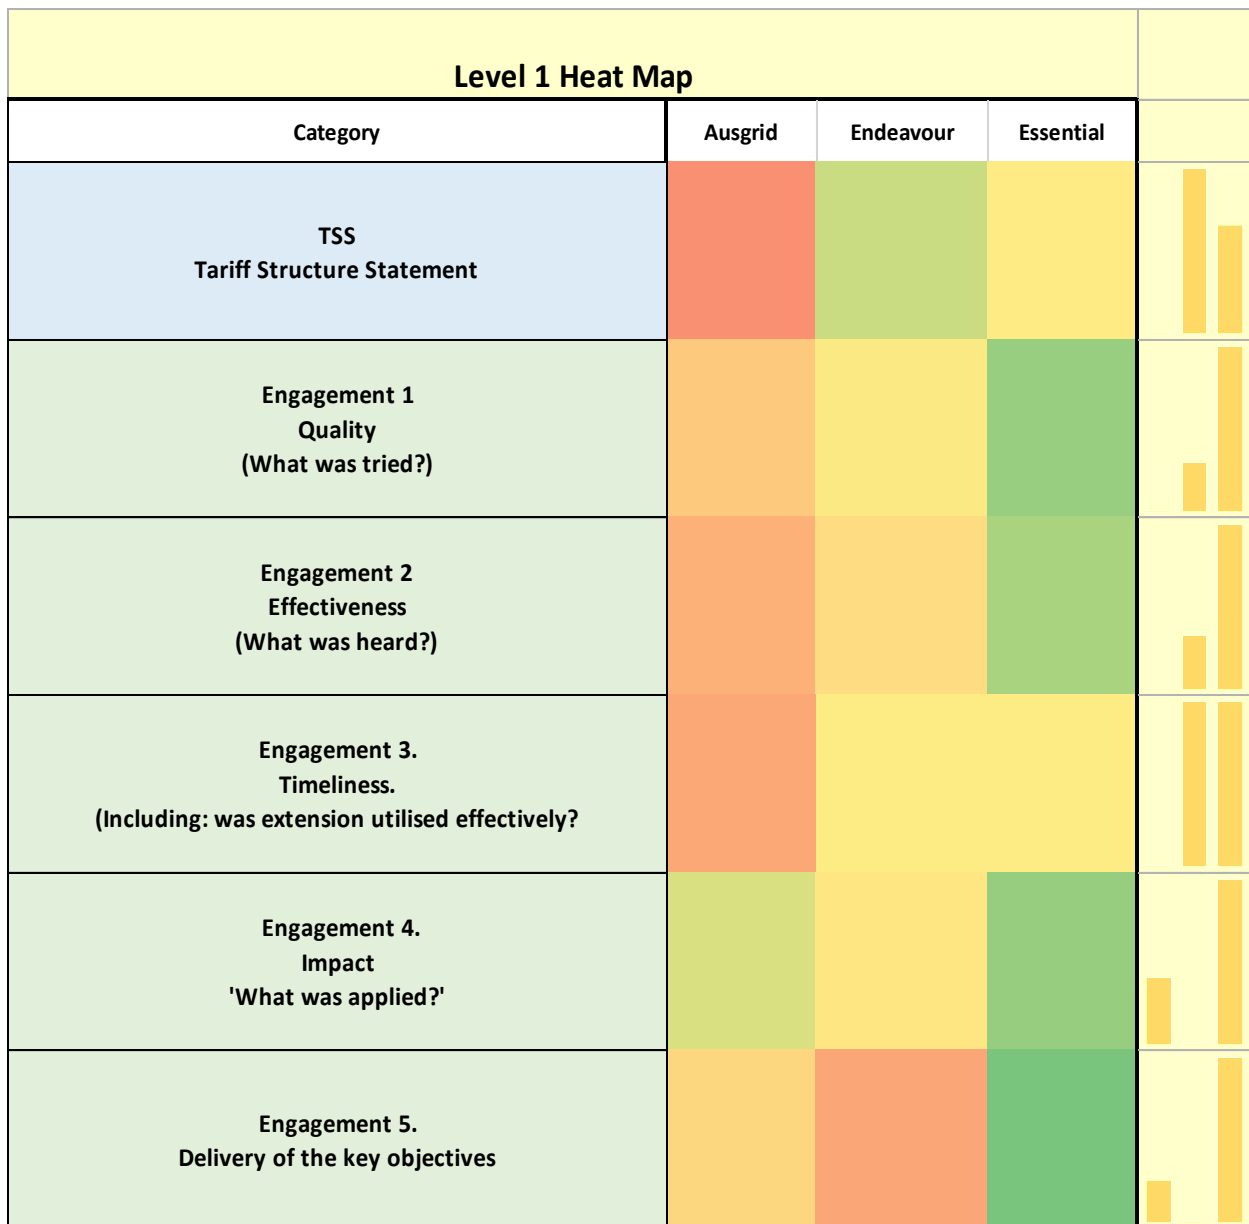 Level 1 Heat Map
Category Ausgrid Endeavour Essential
TSS
Tariff Structure Statement
Engagement 1
Quality
(What was tried?)
Engagement 2
Effectiveness
(What was heard?)
Engagement 3.
Timeliness.
(Including: was extension utilised effectively?
Engagement 4.
Impact
'What was applied?'
Engagement 5.
Delivery of the key objectives